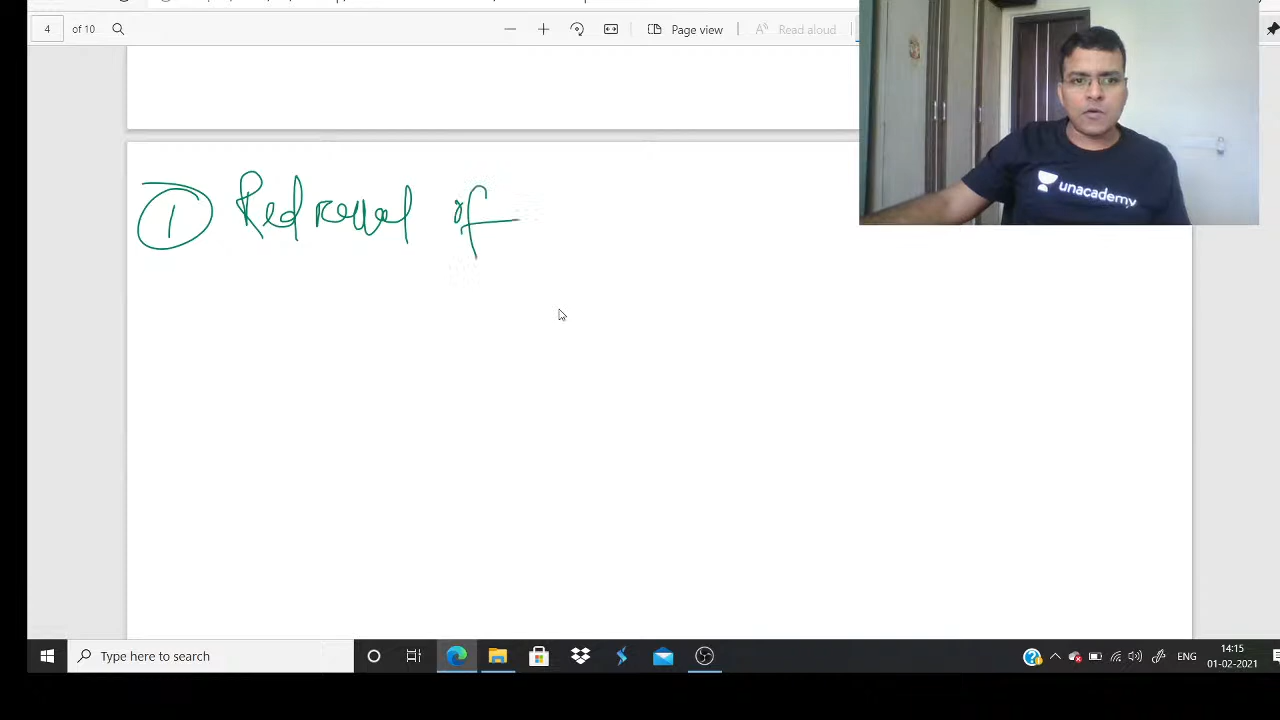 4 of 10 Page view Read aloud
unacademy
① Redrawal of
Type here to search
ENG 14:15
01-02-2021